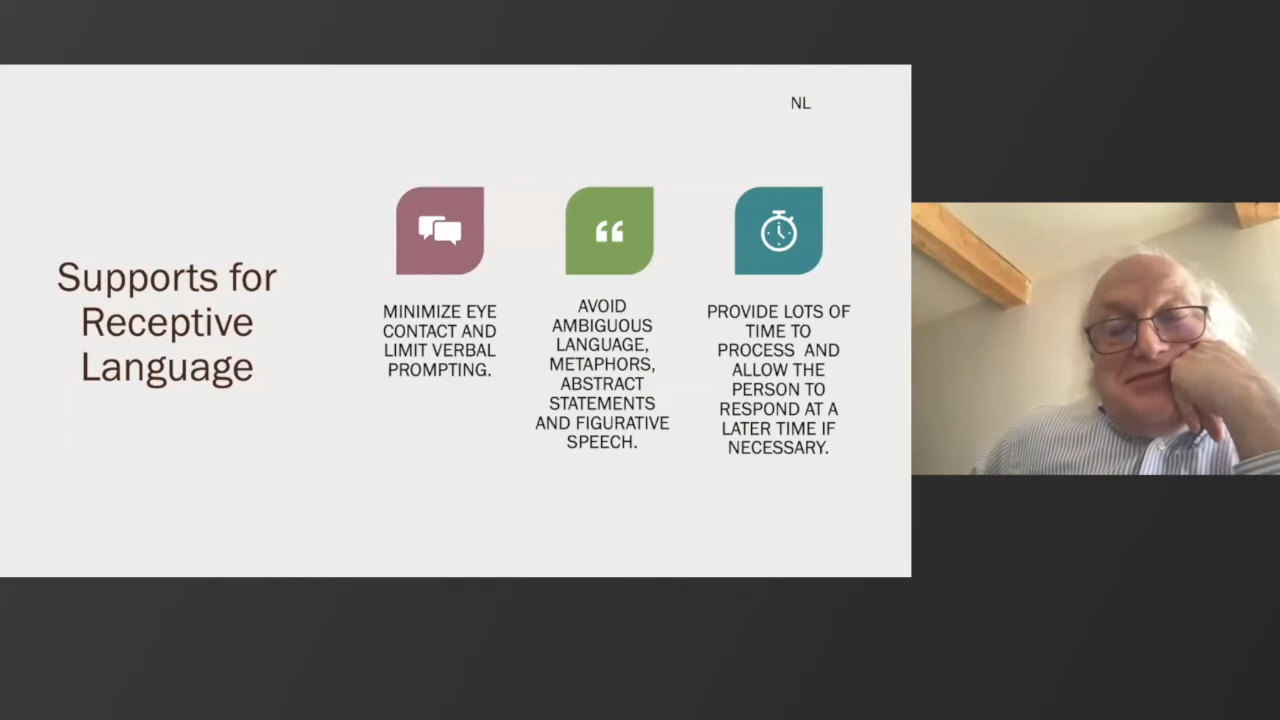 NL
Supports for
Receptive
Language
MINIMIZE EYE
CONTACT AND
LIMIT VERBAL
PROMPTING.
AVOID
AMBIGUOUS
LANGUAGE,
METAPHORS,
ABSTRACT
STATEMENTS
AND FIGURATIVE
SPEECH.
PROVIDE LOTS OF
TIME TO
PROCESS AND
ALLOW THE
PERSON TO
RESPOND AT A
LATER TIME IF
NECESSARY.